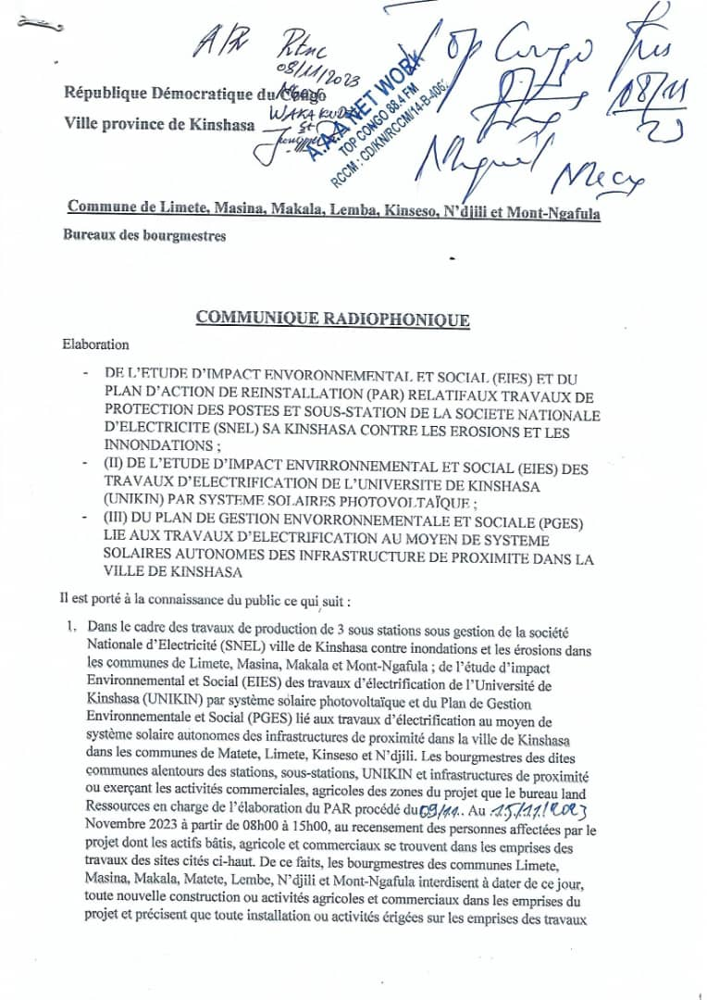 A/R Rtnc
08/11/2023
Top Congo
08/11
23
A.A.A NET WORK
TOP CONGO 88.4 FM
RCCM : CD/KN/RCCM/14-B-406
République Démocratique du Congo
Ville province de Kinshasa
Commune de Limete, Masina, Makala, Lemba, Kinseso, N’djili et Mont-Ngafula
Bureaux des bourgmestres
COMMUNIQUE RADIOPHONIQUE
Elaboration
- DE L’ETUDE D’IMPACT ENVORONNEMENTAL ET SOCIAL (EIES) ET DU
PLAN D’ACTION DE REINSTALLATION (PAR) RELATIFAUX TRAVAUX DE
PROTECTION DES POSTES ET SOUS-STATION DE LA SOCIETE NATIONALE
D’ELECTRICITE (SNEL) SA KINSHASA CONTRE LES EROSIONS ET LES
INNONDATIONS ;
- (II) DE L’ETUDE D’IMPACT ENVIRRONNEMENTAL ET SOCIAL (EIES) DES
TRAVAUX D’ELECTRIFICATION DE L’UNIVERSITE DE KINSHASA
(UNIKIN) PAR SYSTEME SOLAIRES PHOTOVOLTAÏQUE ;
- (III) DU PLAN DE GESTION ENVORRONNEMENTALE ET SOCIALE (PGES)
LIE AUX TRAVAUX D’ELECTRIFICATION AU MOYEN DE SYSTEME
SOLAIRES AUTONOMES DES INFRASTRUCTURE DE PROXIMITE DANS LA
VILLE DE KINSHASA
Il est porté à la connaissance du public ce qui suit :
1. Dans le cadre des travaux de production de 3 sous stations sous gestion de la société
Nationale d’Electricité (SNEL) ville de Kinshasa contre inondations et les érosions dans
les communes de Limete, Masina, Makala et Mont-Ngafula ; de l’étude d’impact
Environnemental et Social (EIES) des travaux d’électrification de l’Université de
Kinshasa (UNIKIN) par système solaire photovoltaïque et du Plan de Gestion
Environnementale et Social (PGES) lié aux travaux d’électrification au moyen de
système solaire autonomes des infrastructures de proximité dans la ville de Kinshasa
dans les communes de Matete, Limete, Kinseso et N’djili. Les bourgmestres des dites
communes alentours des stations, sous-stations, UNIKIN et infrastructures de proximité
ou exerçant les activités commerciales, agricoles des zones du projet que le bureau land
Ressources en charge de l’élaboration du PAR procédé du 09/11.. Au 15/11/2023
Novembre 2023 à partir de 08h00 à 15h00, au recensement des personnes affectées par le
projet dont les actifs bâtis, agricole et commerciaux se trouvent dans les emprises des
travaux des sites cités ci-haut. De ce faits, les bourgmestres des communes Limete,
Masina, Makala, Matete, Lembe, N’djili et Mont-Ngafula interdisent à dater de ce jour,
toute nouvelle construction ou activités agricoles et commerciaux dans les emprises du
projet et précisent que toute installation ou activités érigées sur les emprises des travaux